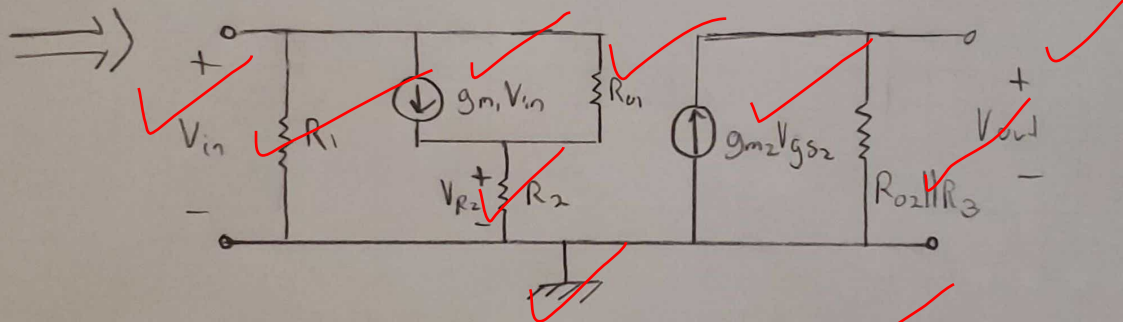 + +
Vin R1 gm1Vin Ro1 gm2Vgs2 Vout
VR2 + R2 Ro2||R3
- - -